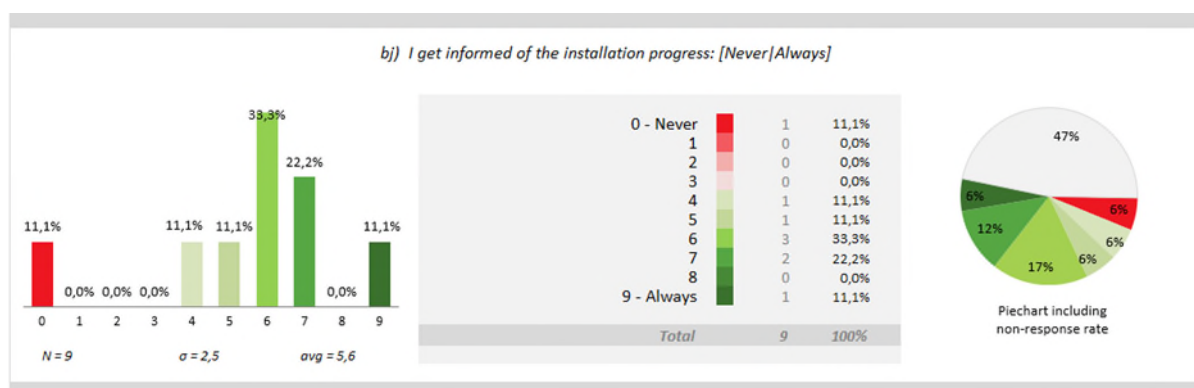 bj) I get informed of the installation progress: [Never|Always]
33,3%
22,2%
11,1%
11,1%
11,1%
11,1%
0,0%
0,0%
0,0%
0,0%
0 1 2 3 4 5 6 7 8 9
N = 9 σ = 2,5 avg = 5,6
0 - Never 1 11,1%
1 0 0,0%
2 0 0,0%
3 0 0,0%
4 1 11,1%
5 1 11,1%
6 3 33,3%
7 2 22,2%
8 0 0,0%
9 - Always 1 11,1%
Total 9 100%
47%
6%
6%
12%
6%
17%
6%
Piechart including
non-response rate